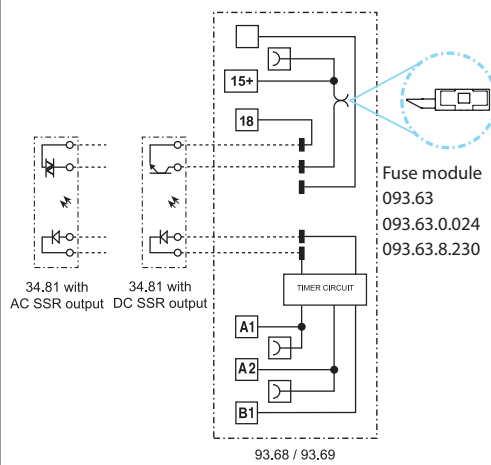 15+
18
Fuse module
093.63
093.63.0.024
093.63.8.230
34.81 with
AC SSR output
34.81 with
DC SSR output
TIMER CIRCUIT
A1
A2
B1
93.68 / 93.69